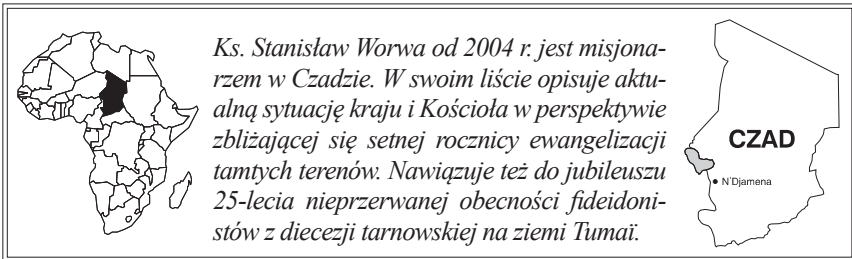 Ks. Stanisław Worwa od 2004 r. jest misjona-
rzem w Czadzie. W swoim liście opisuje aktu-
alną sytuację kraju i Kościoła w perspektywie
zbliżającej się setnej rocznicy ewangelizacji
tamtych terenów. Nawiązuje też do jubileuszu
25-lecia nieprzerwanej obecności fideidoni-
stów z diecezji tarnowskiej na ziemi Tumaï.
CZAD
N'Djamena